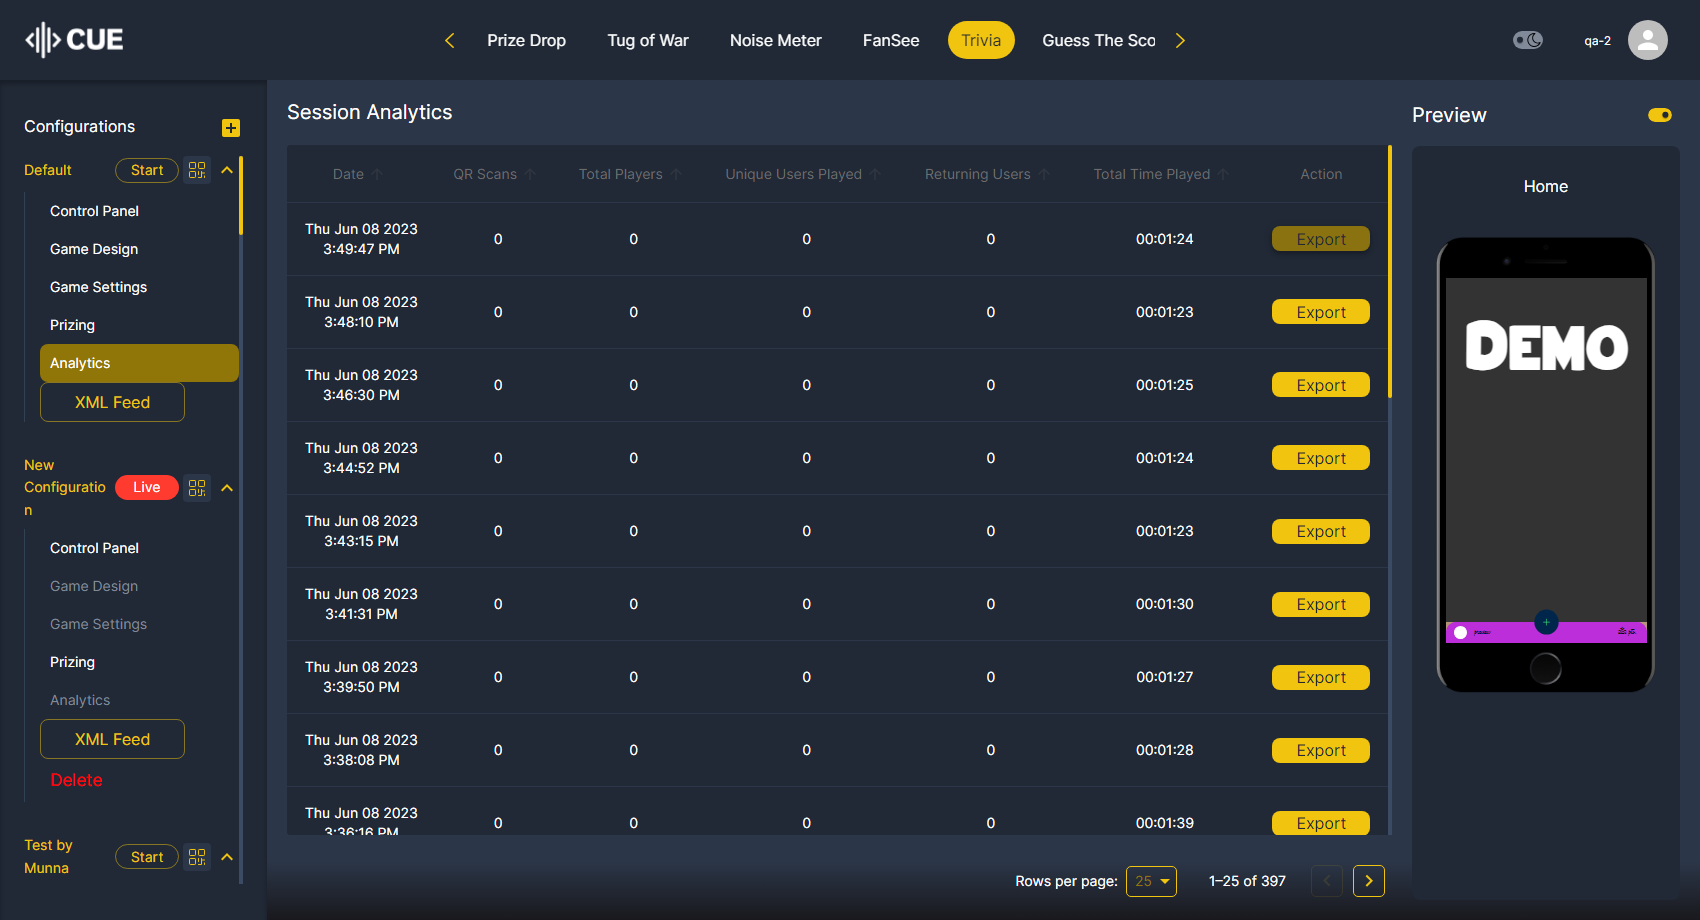 CUE
Prize Drop
Tug of War
Noise Meter
FanSee
Trivia
Guess The Sco
qa-2
Configurations
Default
Start
Control Panel
Game Design
Game Settings
Prizing
Analytics
XML Feed
New
Configuratio
n
Live
Control Panel
Game Design
Game Settings
Prizing
Analytics
XML Feed
Delete
Test by
Munna
Start
Session Analytics
Date QR Scans Total Players Unique Users Played Returning Users Total Time Played Action
Thu Jun 08 2023
3:49:47 PM
0 0 0 0 00:01:24 Export
Thu Jun 08 2023
3:48:10 PM
0 0 0 0 00:01:23 Export
Thu Jun 08 2023
3:46:30 PM
0 0 0 0 00:01:25 Export
Thu Jun 08 2023
3:44:52 PM
0 0 0 0 00:01:24 Export
Thu Jun 08 2023
3:43:15 PM
0 0 0 0 00:01:23 Export
Thu Jun 08 2023
3:41:31 PM
0 0 0 0 00:01:30 Export
Thu Jun 08 2023
3:39:50 PM
0 0 0 0 00:01:27 Export
Thu Jun 08 2023
3:38:08 PM
0 0 0 0 00:01:28 Export
Thu Jun 08 2023
3:36:16 PM
0 0 0 0 00:01:39 Export
Rows per page: 25 1–25 of 397
Preview
Home
DEMO